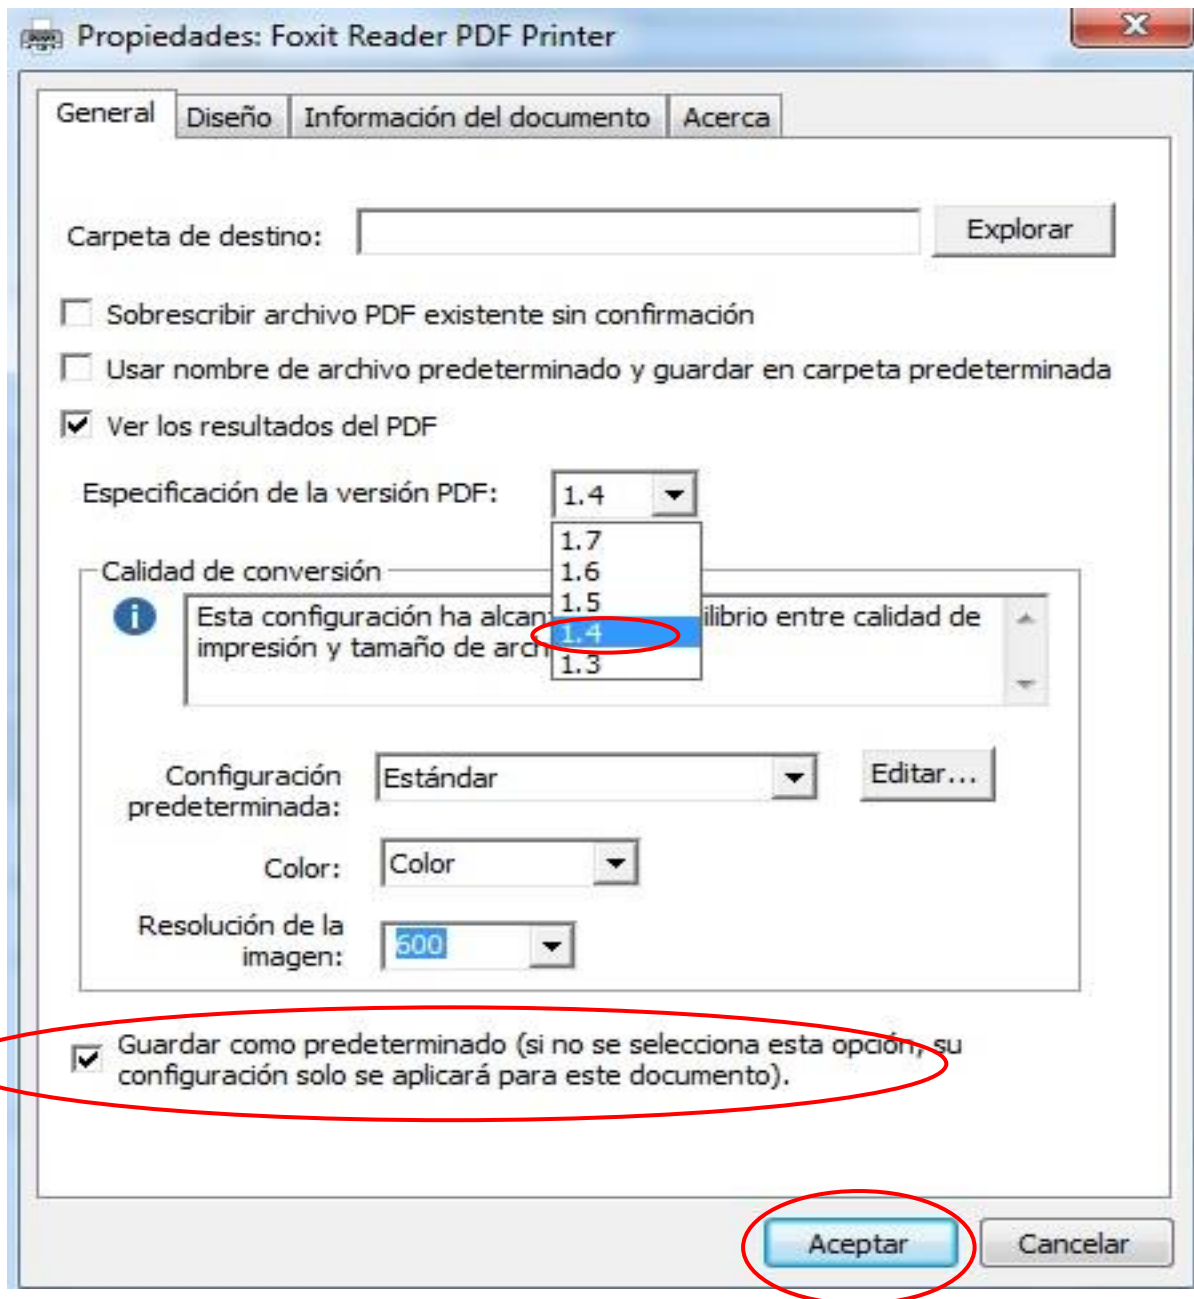 Propiedades: Foxit Reader PDF Printer
X
General
Diseño
Información del documento
Acerca
Carpeta de destino:
Explorar
Sobrescribir archivo PDF existente sin confirmación
Usar nombre de archivo predeterminado y guardar en carpeta predeterminada
Ver los resultados del PDF
Especificación de la versión PDF:
1.4
1.7
1.6
1.5
1.4
1.3
Calidad de conversión
i
Esta configuración ha ilibrio entre calidad de
impresión y tamaño de
Configuración
predeterminada:
Estándar
Editar...
Color:
Color
Resolución de la
imagen:
600
Guardar como predeterminado (si no se selecciona esta opción, su
configuración solo se aplicará para este documento).
Aceptar
Cancelar